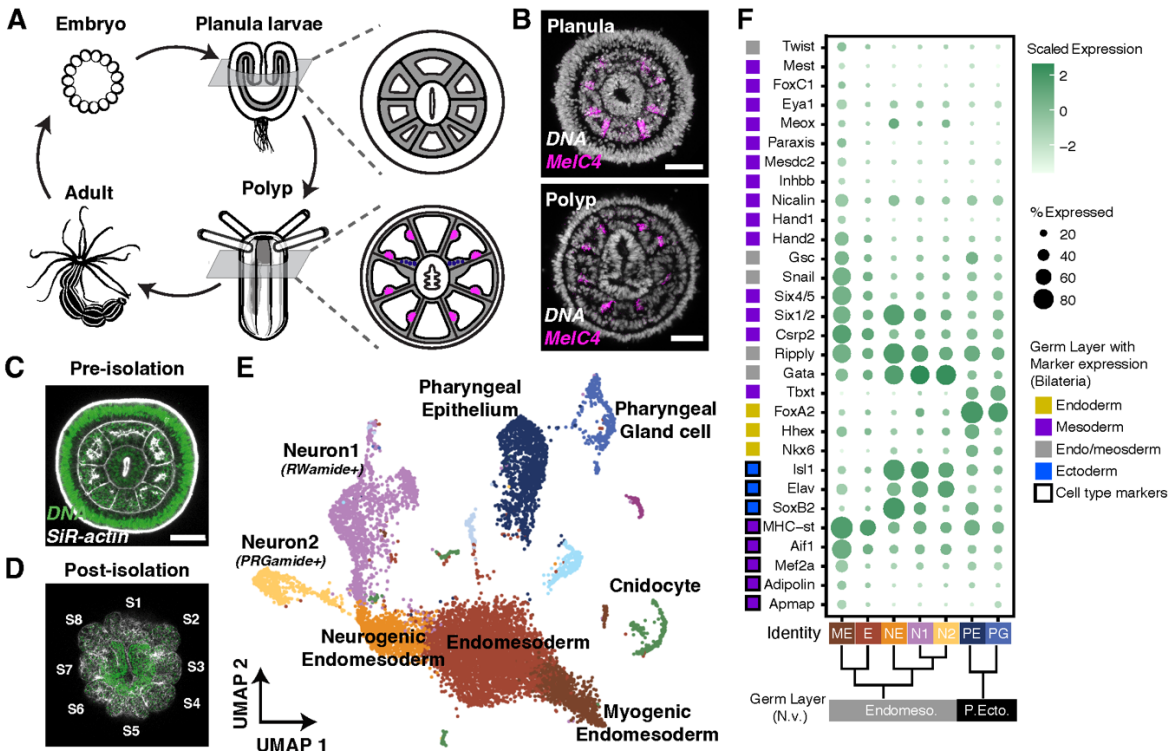 A
Embryo
Planula larvae
Adult
Polyp
B
Planula
DNA
MelC4
Polyp
DNA
MelC4
C
Pre-isolation
DNA
SiR-actin
D
Post-isolation
S1
S2
S3
S4
S5
S6
S7
S8
E
Pharyngeal
Epithelium
Pharyngeal
Gland cell
Neuron1
(RWamide+)
Neuron2
(PRGamide+)
Cnidocyte
Neurogenic
Endomesoderm
Endomesoderm
Myogenic
Endomesoderm
UMAP 2
UMAP 1
F
Twist
Mest
FoxC1
Eya1
Meox
Paraxis
Mesdc2
Inhbb
Nicalin
Hand1
Hand2
Gsc
Snail
Six4/5
Six1/2
Csrp2
Ripply
Gata
Tbxt
FoxA2
Hhex
Nkx6
Isl1
Elav
SoxB2
MHC-st
Aif1
Mef2a
Adipolin
Apmap
Identity
ME E NE N1 N2 PE PG
Germ Layer
(N.v.)
Endomeso. P.Ecto.
Scaled Expression
2
0
−2
% Expressed
20
40
60
80
Germ Layer with
Marker expression
(Bilateria)
Endoderm
Mesoderm
Endo/meosderm
Ectoderm
Cell type markers